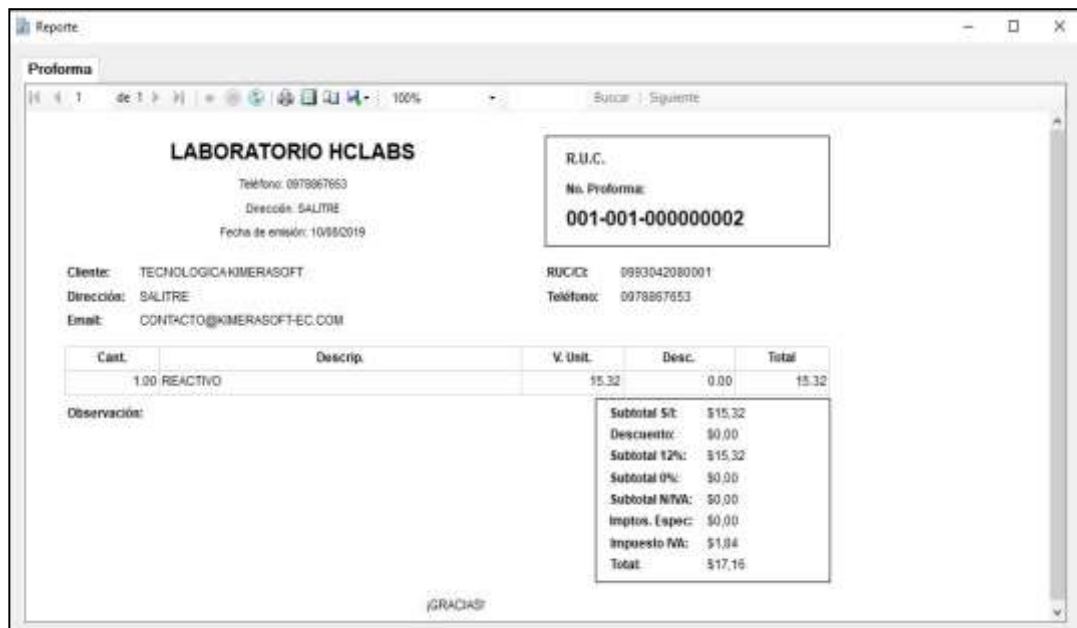 Reporte
Proforma
1 de 1 100% Buscar | Siguiente
LABORATORIO HCLABS
Teléfono: 0978867653
Dirección: SALITRE
Fecha de emisión: 10/08/2019
R.U.C.
No. Proforma:
001-001-000000002
Cliente: TECNOLOGICA KIMERASOFT
Dirección: SALITRE
Email: CONTACTO@KIMERASOFT-EC.COM
RUC/CI: 0993042080001
Teléfono: 0978867653
Cant. Descrip. V. Unit. Desc. Total
1.00 REACTIVO 15.32 0.00 15.32
Observación:
Subtotal S/I: $15,32
Descuento: $0,00
Subtotal 12%: $15,32
Subtotal 0%: $0,00
Subtotal N/IVA: $0,00
Imptos. Espec: $0,00
Impuesto IVA: $1,84
Total: $17,16
¡GRACIAS!